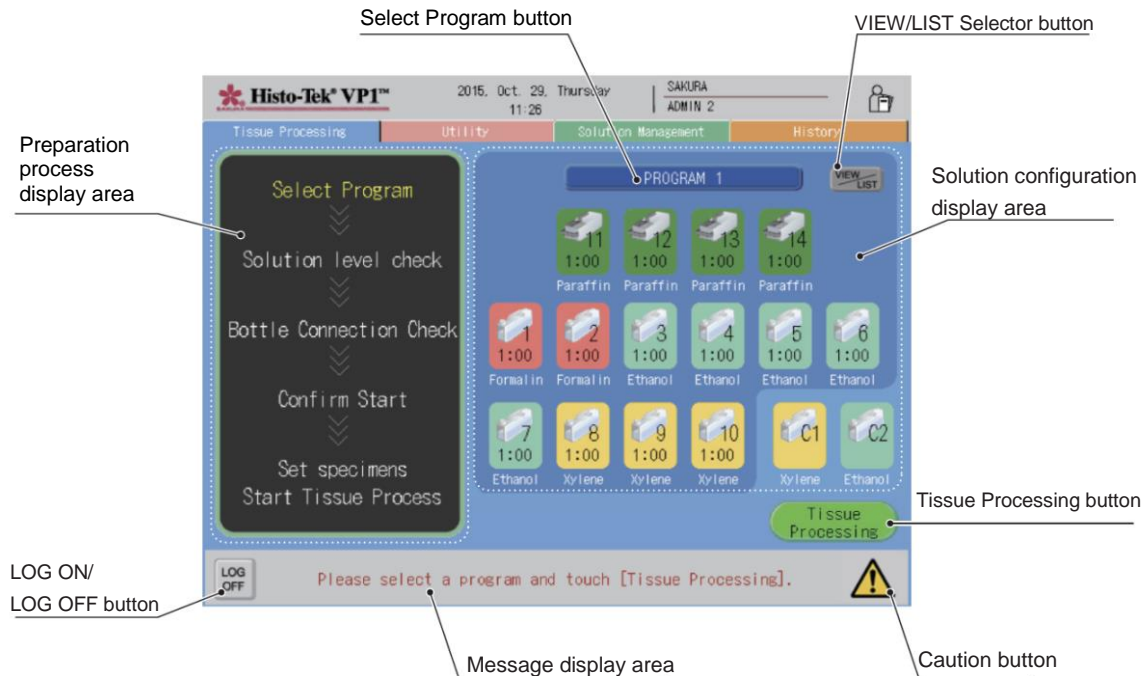 Select Program button
VIEW/LIST Selector button
Histo-Tek® VP1™
2015, Oct. 29, Thursday
11:26
SAKURA
ADMIN 2
Tissue Processing
Utility
Solution Management
History
Preparation
process
display area
Select Program
Solution level check
Bottle Connection Check
Confirm Start
Set specimens
Start Tissue Process
PROGRAM 1
VIEW
LIST
Solution configuration
display area
11 12 13 14
1:00 1:00 1:00 1:00
Paraffin Paraffin Paraffin Paraffin
1 2 3 4 5 6
1:00 1:00 1:00 1:00 1:00 1:00
Formalin Formalin Ethanol Ethanol Ethanol Ethanol
7 8 9 10 C1 C2
1:00 1:00 1:00 1:00
Ethanol Xylene Xylene Xylene Xylene Ethanol
Tissue
Processing
Tissue Processing button
LOG ON/
LOG OFF button
LOG
OFF
Please select a program and touch [Tissue Processing].
Message display area
Caution button